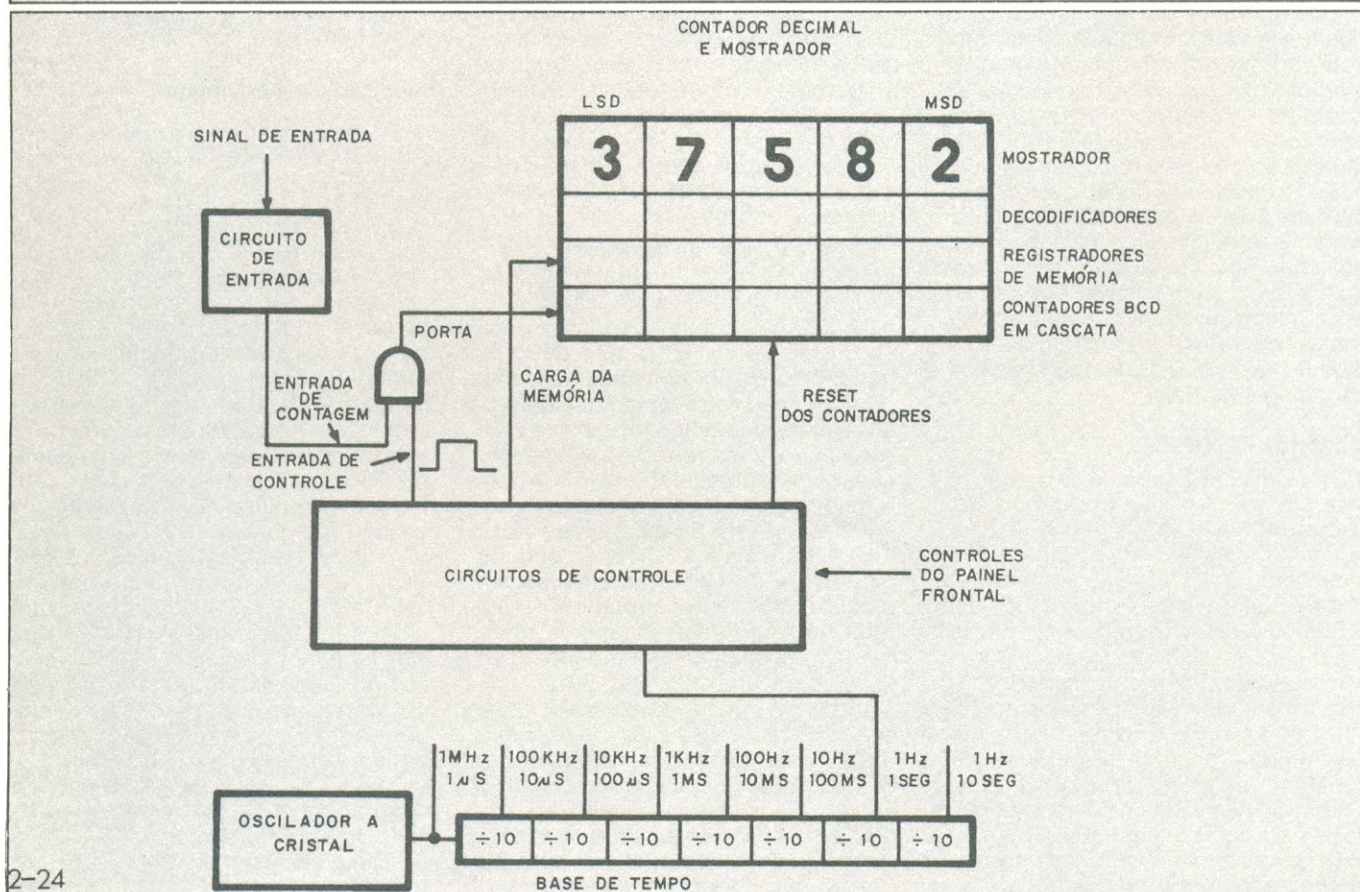 CONTADOR DECIMAL
E MOSTRADOR
LSD MSD
3 7 5 8 2
MOSTRADOR
DECODIFICADORES
REGISTRADORES
DE MEMÓRIA
CONTADORES BCD
EM CASCATA
SINAL DE ENTRADA
CIRCUITO
DE
ENTRADA
PORTA
ENTRADA
DE
CONTAGEM
ENTRADA DE
CONTROLE
CARGA DA
MEMÓRIA
RESET
DOS CONTADORES
CIRCUITOS DE CONTROLE
CONTROLES
DO PAINEL
FRONTAL
1MHz 100KHz 10KHz 1KHz 100Hz 10Hz 1Hz 1Hz
1µS 10µS 100µS 1MS 10MS 100MS 1SEG 10SEG
OSCILADOR A
CRISTAL
÷10 ÷10 ÷10 ÷10 ÷10 ÷10 ÷10
BASE DE TEMPO
2-24